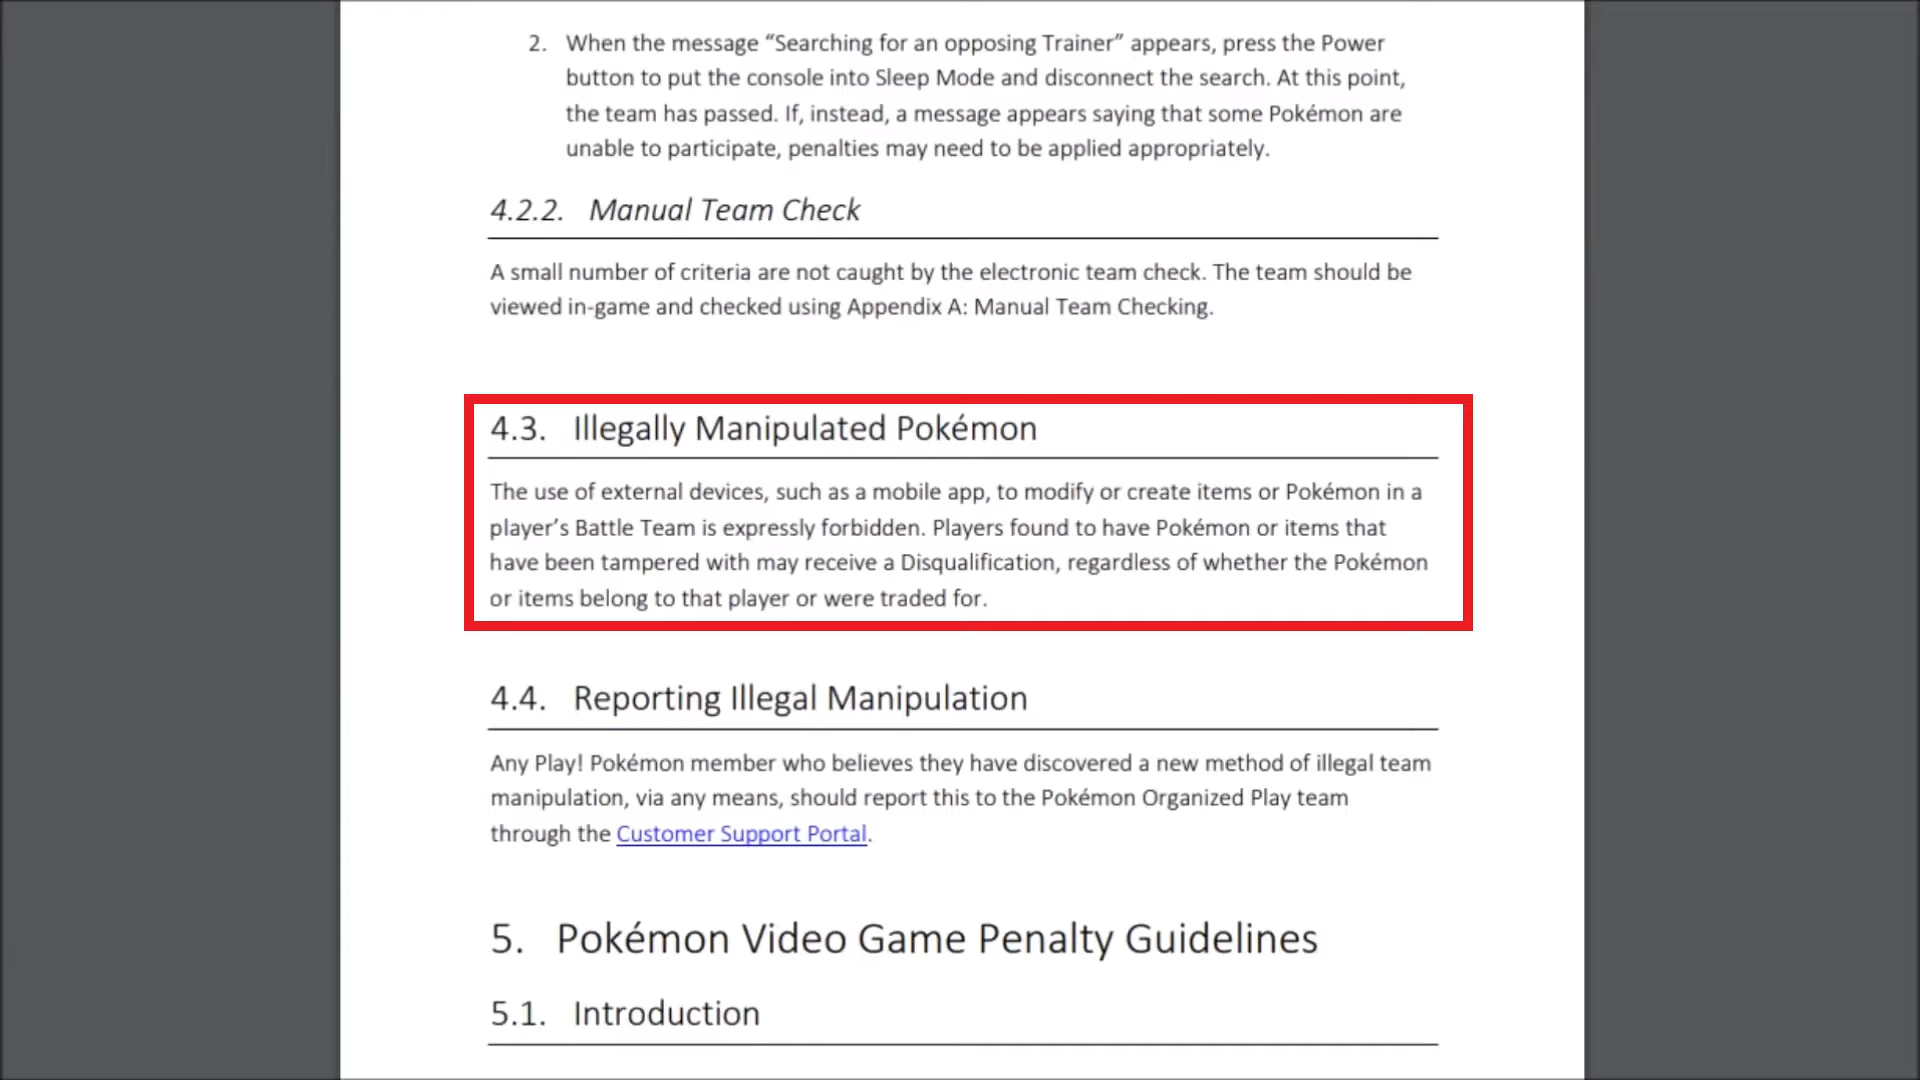 2. When the message “Searching for an opposing Trainer” appears, press the Power
button to put the console into Sleep Mode and disconnect the search. At this point,
the team has passed. If, instead, a message appears saying that some Pokémon are
unable to participate, penalties may need to be applied appropriately.
4.2.2. Manual Team Check
A small number of criteria are not caught by the electronic team check. The team should be
viewed in-game and checked using Appendix A: Manual Team Checking.
4.3. Illegally Manipulated Pokémon
The use of external devices, such as a mobile app, to modify or create items or Pokémon in a
player’s Battle Team is expressly forbidden. Players found to have Pokémon or items that
have been tampered with may receive a Disqualification, regardless of whether the Pokémon
or items belong to that player or were traded for.
4.4. Reporting Illegal Manipulation
Any Play! Pokémon member who believes they have discovered a new method of illegal team
manipulation, via any means, should report this to the Pokémon Organized Play team
through the Customer Support Portal.
5. Pokémon Video Game Penalty Guidelines
5.1. Introduction